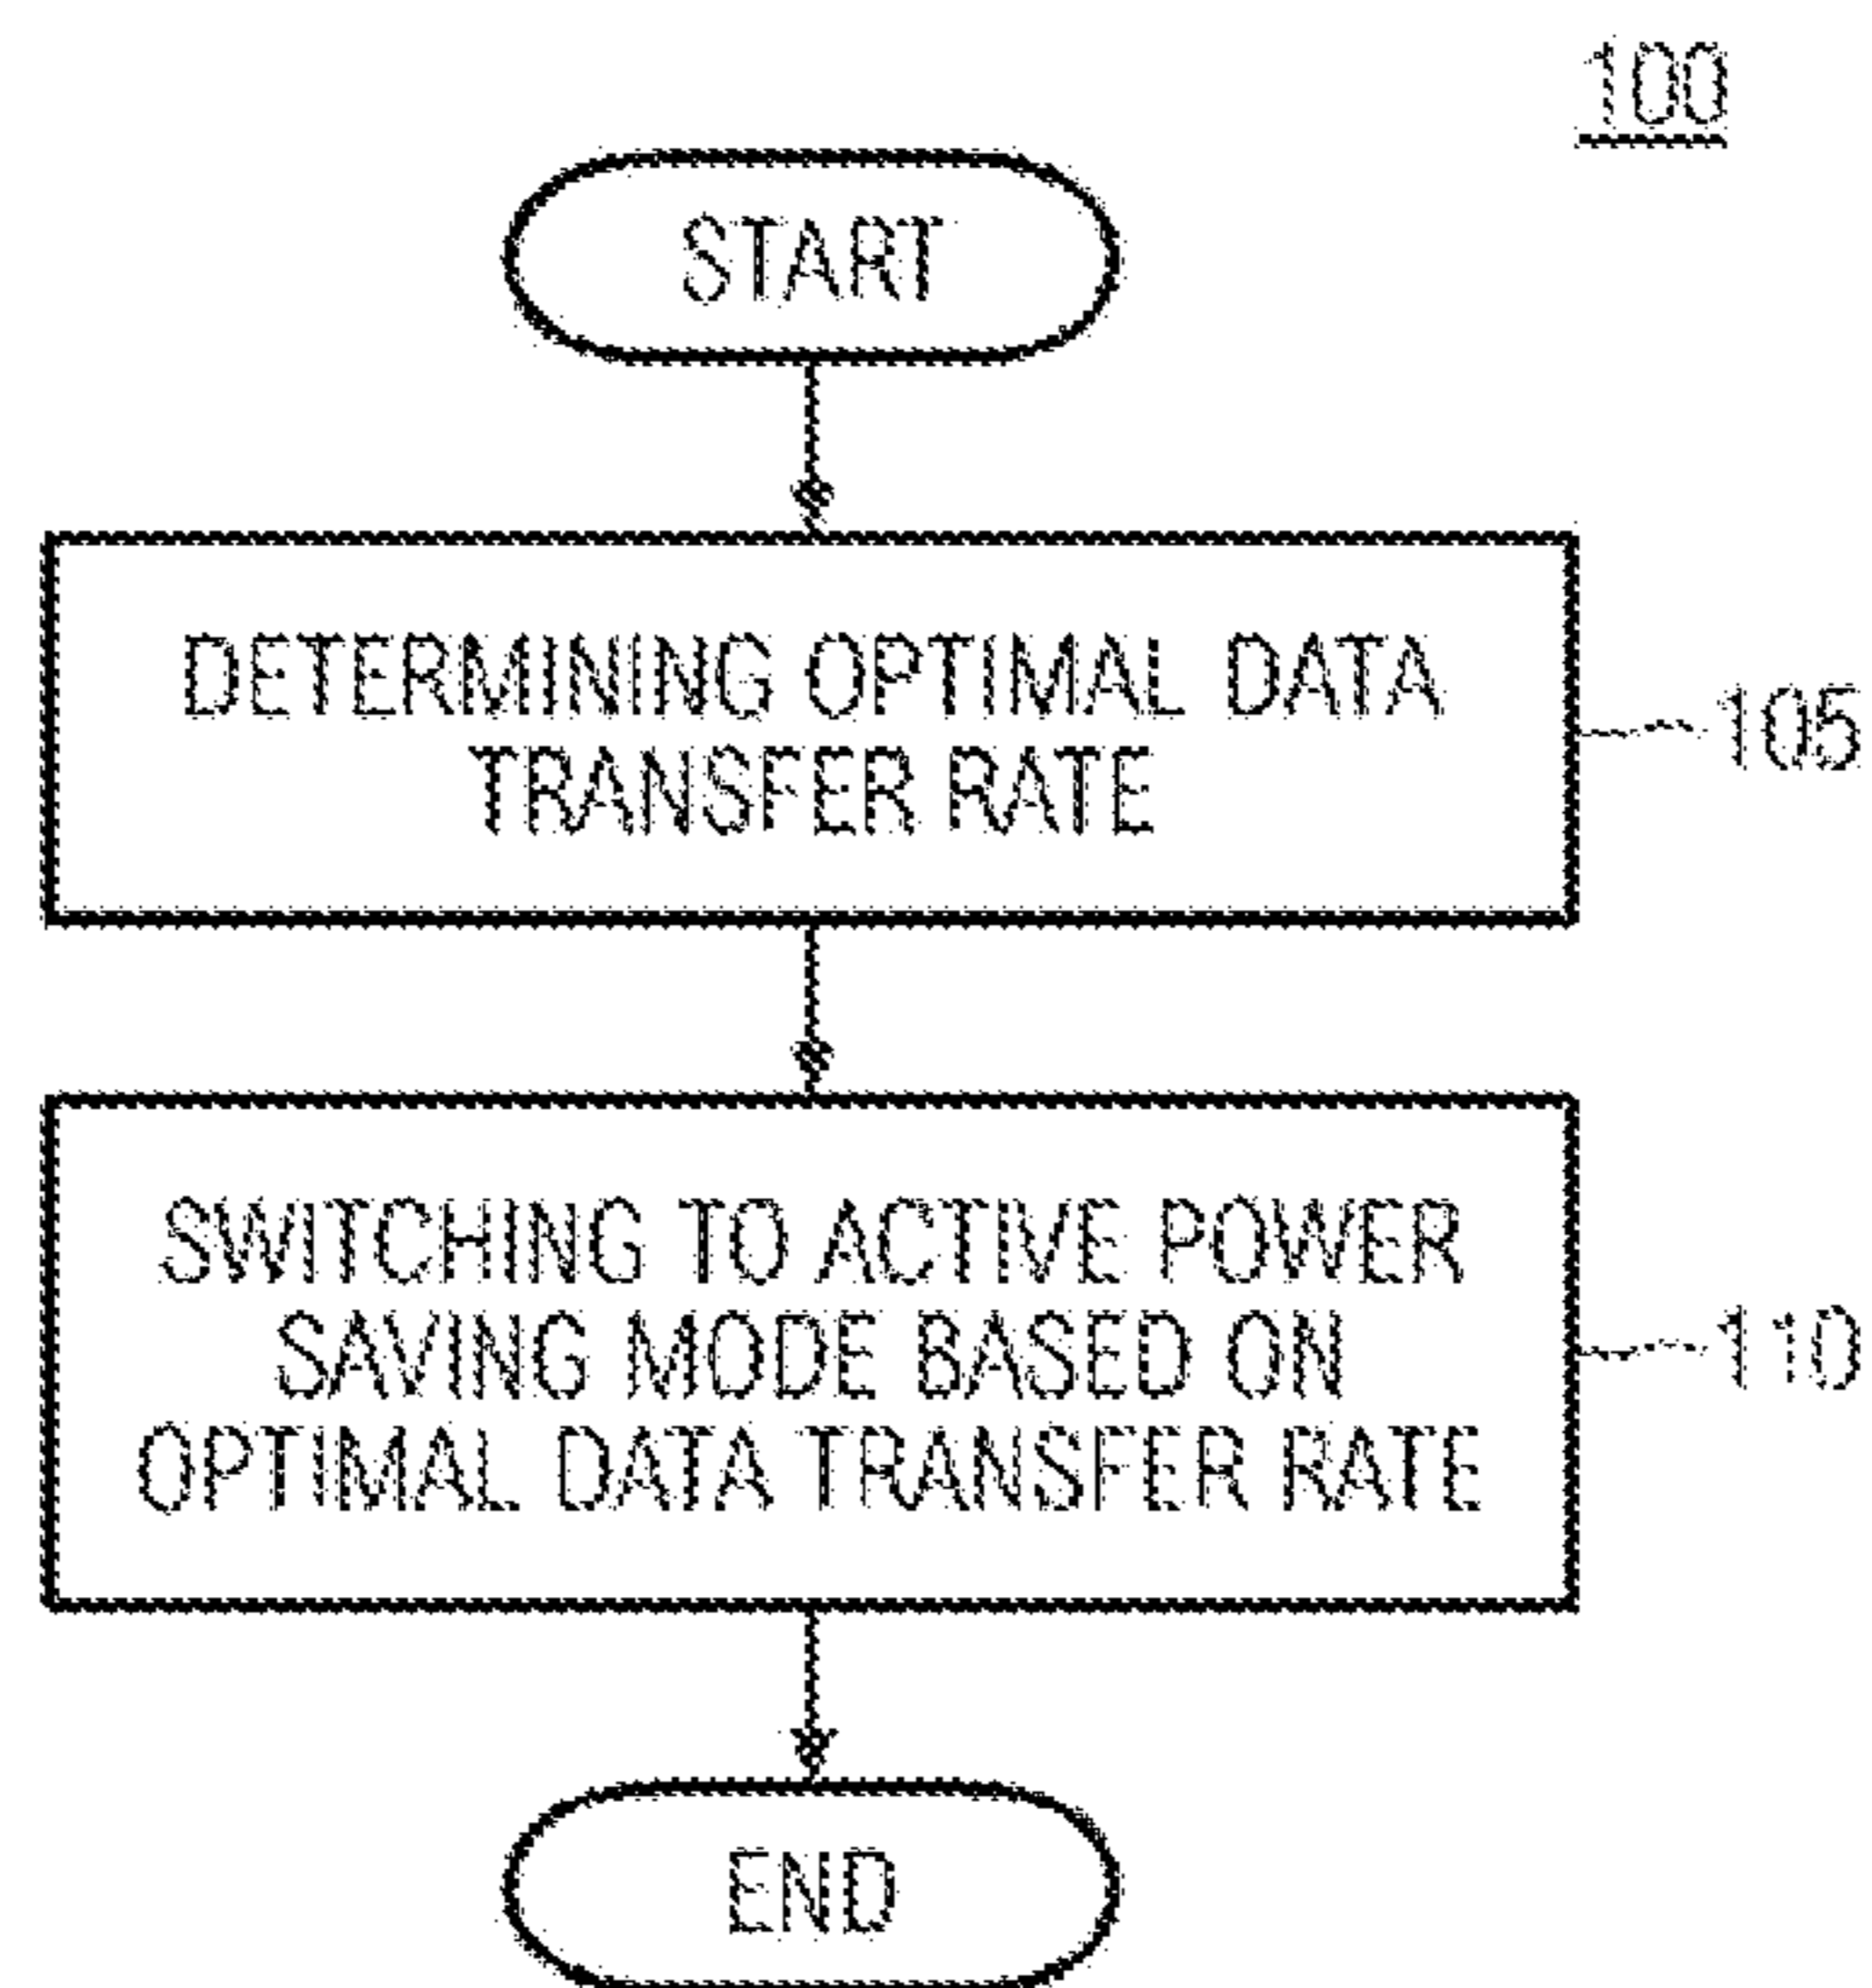 100
START
DETERMINING OPTIMAL DATA
TRANSFER RATE
105
SWITCHING TO ACTIVE POWER
SAVING MODE BASED ON
OPTIMAL DATA TRANSFER RATE
110
END